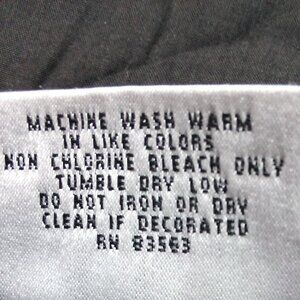 MACHINE WASH WARM
IN LIKE COLORS
NON CHLORINE BLEACH ONLY
TUMBLE DRY LOW
DO NOT IRON OR DRY
CLEAN IF DECORATED
RN 83563